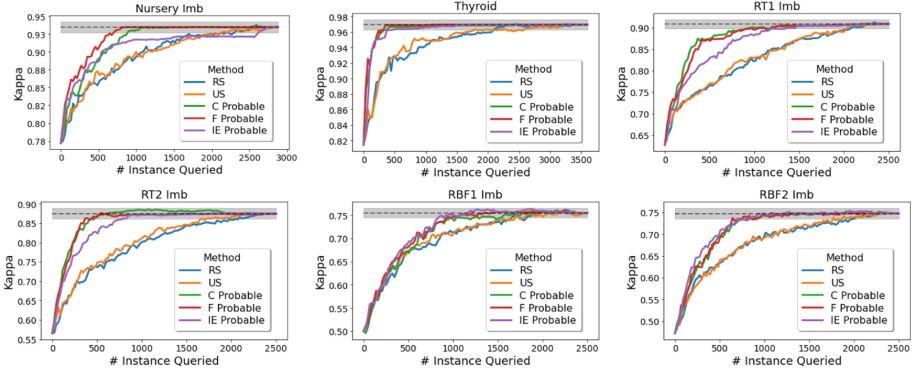 Nursery Imb
Kappa
0.95
0.93
0.90
0.88
0.85
0.82
0.80
0.78
Method
RS
US
C Probable
F Probable
IE Probable
0 500 1000 1500 2000 2500 3000
# Instance Queried
Thyroid
Kappa
0.98
0.96
0.94
0.92
0.90
0.88
0.86
0.84
0.82
Method
RS
US
C Probable
F Probable
IE Probable
0 500 1000 1500 2000 2500 3000 3500
# Instance Queried
RT1 Imb
Kappa
0.90
0.85
0.80
0.75
0.70
0.65
Method
RS
US
C Probable
F Probable
IE Probable
0 500 1000 1500 2000 2500
# Instance Queried
RT2 Imb
Kappa
0.90
0.85
0.80
0.75
0.70
0.65
0.60
0.55
Method
RS
US
C Probable
F Probable
IE Probable
0 500 1000 1500 2000 2500
# Instance Queried
RBF1 Imb
Kappa
0.75
0.70
0.65
0.60
0.55
0.50
Method
RS
US
C Probable
F Probable
IE Probable
0 500 1000 1500 2000 2500
# Instance Queried
RBF2 Imb
Kappa
0.75
0.70
0.65
0.60
0.55
0.50
Method
RS
US
C Probable
F Probable
IE Probable
0 500 1000 1500 2000 2500
# Instance Queried